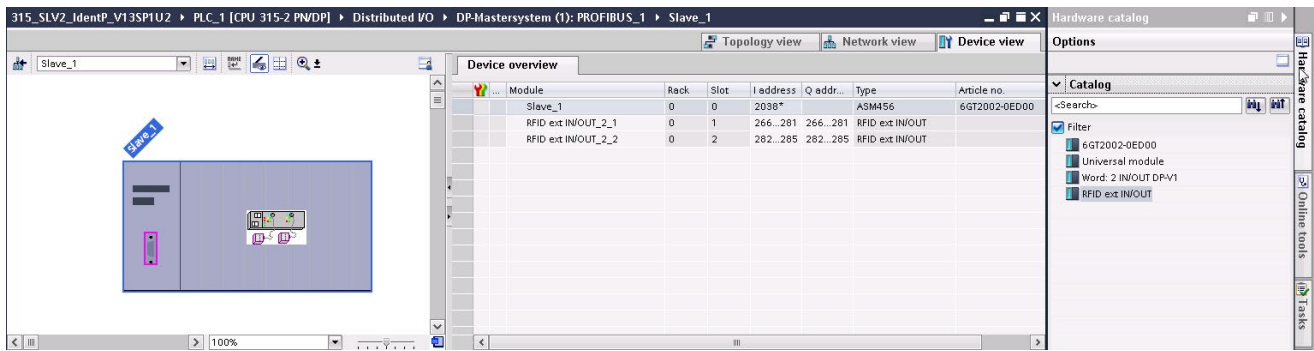 315_SLV2_IdentP_V13SP1U2 ▸ PLC_1 [CPU 315-2 PN/DP] ▸ Distributed I/O ▸ DP-Mastersystem (1): PROFIBUS_1 ▸ Slave_1
Topology view Network view Device view
Slave_1
slave_1
100%
Device overview
... Module Rack Slot I address Q addr... Type Article no.
Slave_1 0 0 2038* ASM456 6GT2002-0ED00
RFID ext IN/OUT_2_1 0 1 266...281 266...281 RFID ext IN/OUT
RFID ext IN/OUT_2_2 0 2 282...285 282...285 RFID ext IN/OUT
Hardware catalog
Options
Catalog
<Search>
Filter
6GT2002-0ED00
Universal module
Word: 2 IN/OUT DP-V1
RFID ext IN/OUT
Hardware catalog
Online tools
Tasks